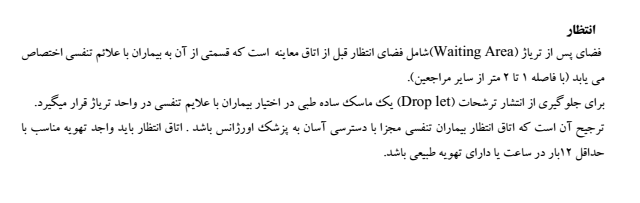 انتظار
فضای پس از تریاژ (Waiting Area)شامل فضای انتظار قبل از اتاق معاینه است که قسمتی از آن به بیماران با علائم تنفسی اختصاص
می یابد (با فاصله ۱ تا ۲ متر از سایر مراجعین).
برای جلوگیری از انتشار ترشحات (Drop let) یک ماسک ساده طبی در اختیار بیماران با علایم تنفسی در واحد تریاژ قرار میگیرد.
ترجیح آن است که اتاق انتظار بیماران تنفسی مجزا با دسترسی آسان به پزشک اورژانس باشد . اتاق انتظار باید واجد تهویه مناسب با
حداقل ۱۲بار در ساعت یا دارای تهویه طبیعی باشد.